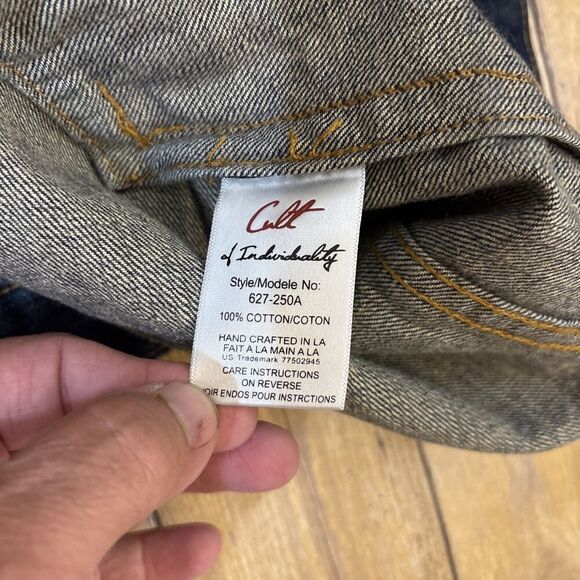 Cult
of Individuality
Style/Modele No:
627-250A
100% COTTON/COTON
HAND CRAFTED IN LA
FAIT A LA MAIN A LA
US Trademark 77502945
CARE INSTRUCTIONS
ON REVERSE
VOIR ENDOS POUR INSTRCTIONS